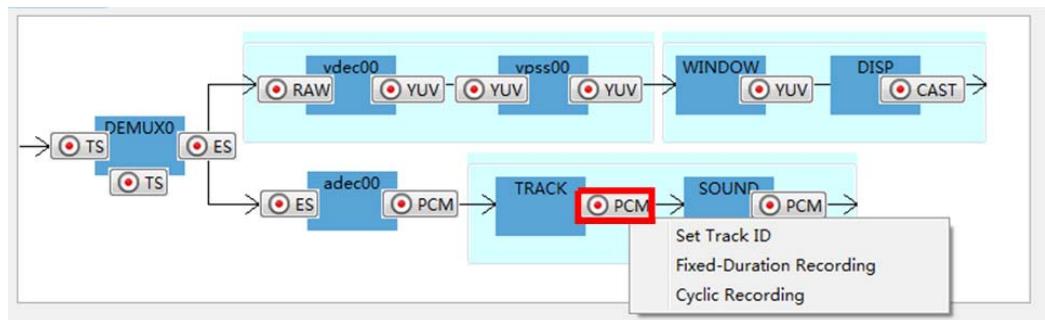 vdec00
vpss00
WINDOW
DISP
RAW
YUV
YUV
YUV
YUV
CAST
DEMUX0
TS
ES
TS
adec00
TRACK
SOUND
ES
PCM
PCM
PCM
Set Track ID
Fixed-Duration Recording
Cyclic Recording